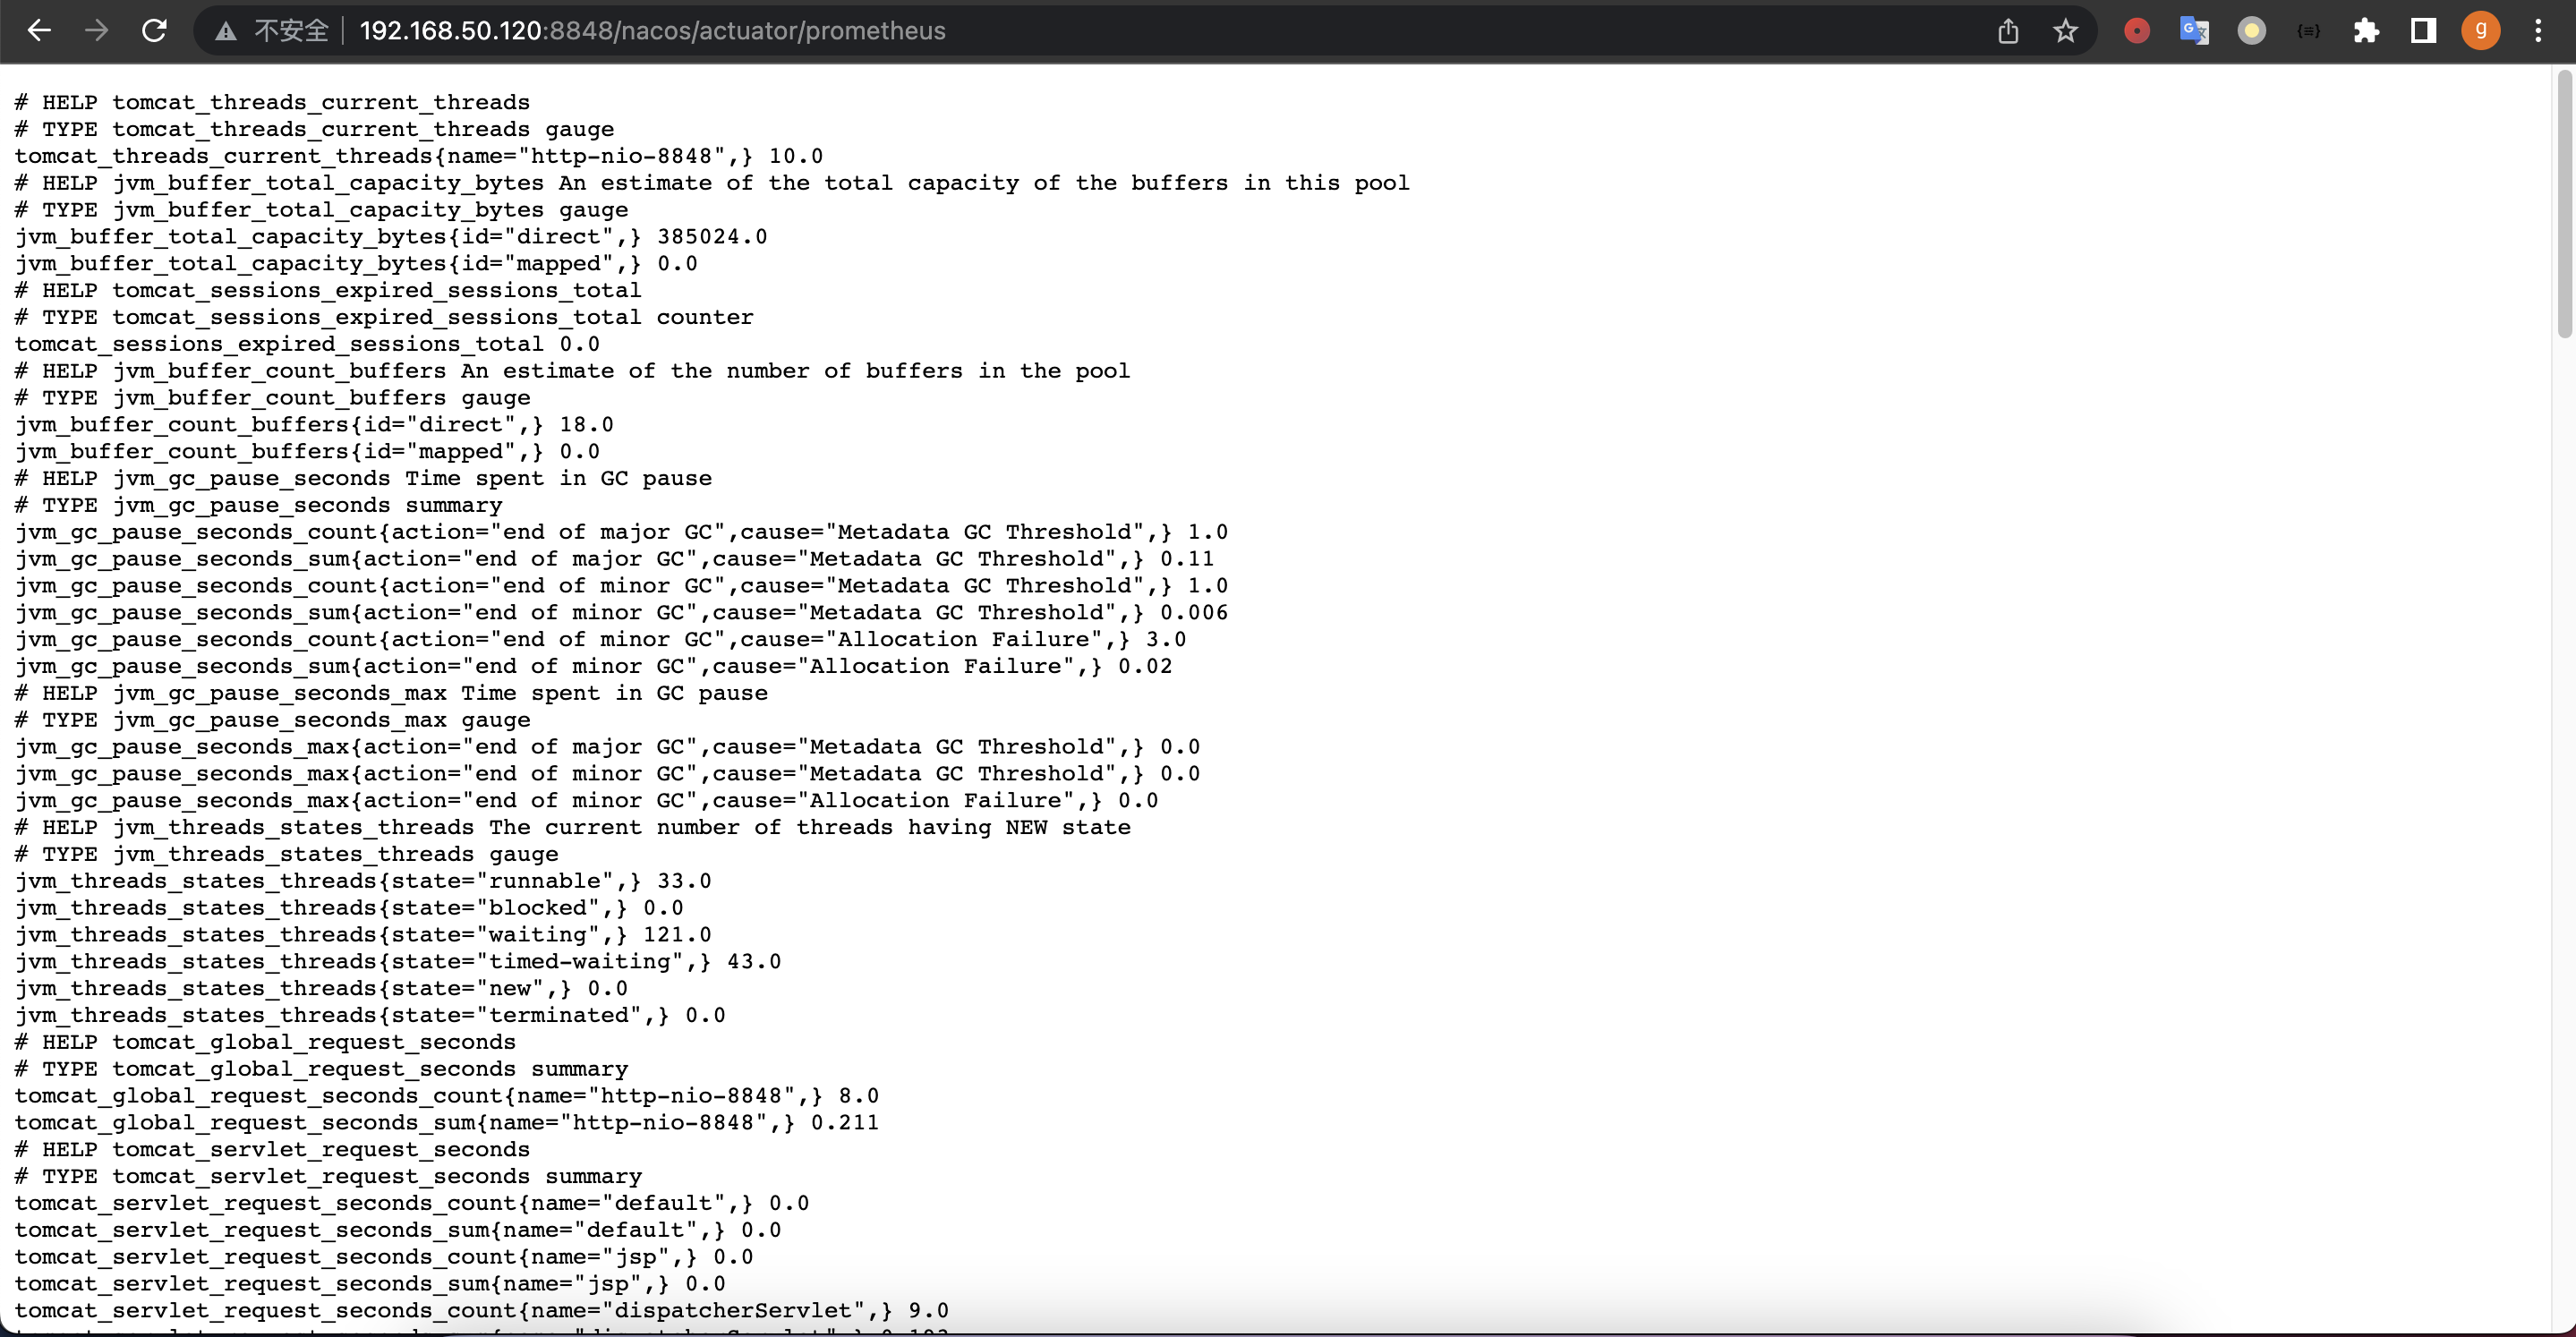 不安全 192.168.50.120:8848/nacos/actuator/prometheus
g
# HELP tomcat_threads_current_threads
# TYPE tomcat_threads_current_threads gauge
tomcat_threads_current_threads{name="http-nio-8848",} 10.0
# HELP jvm_buffer_total_capacity_bytes An estimate of the total capacity of the buffers in this pool
# TYPE jvm_buffer_total_capacity_bytes gauge
jvm_buffer_total_capacity_bytes{id="direct",} 385024.0
jvm_buffer_total_capacity_bytes{id="mapped",} 0.0
# HELP tomcat_sessions_expired_sessions_total
# TYPE tomcat_sessions_expired_sessions_total counter
tomcat_sessions_expired_sessions_total 0.0
# HELP jvm_buffer_count_buffers An estimate of the number of buffers in the pool
# TYPE jvm_buffer_count_buffers gauge
jvm_buffer_count_buffers{id="direct",} 18.0
jvm_buffer_count_buffers{id="mapped",} 0.0
# HELP jvm_gc_pause_seconds Time spent in GC pause
# TYPE jvm_gc_pause_seconds summary
jvm_gc_pause_seconds_count{action="end of major GC",cause="Metadata GC Threshold",} 1.0
jvm_gc_pause_seconds_sum{action="end of major GC",cause="Metadata GC Threshold",} 0.11
jvm_gc_pause_seconds_count{action="end of minor GC",cause="Metadata GC Threshold",} 1.0
jvm_gc_pause_seconds_sum{action="end of minor GC",cause="Metadata GC Threshold",} 0.006
jvm_gc_pause_seconds_count{action="end of minor GC",cause="Allocation Failure",} 3.0
jvm_gc_pause_seconds_sum{action="end of minor GC",cause="Allocation Failure",} 0.02
# HELP jvm_gc_pause_seconds_max Time spent in GC pause
# TYPE jvm_gc_pause_seconds_max gauge
jvm_gc_pause_seconds_max{action="end of major GC",cause="Metadata GC Threshold",} 0.0
jvm_gc_pause_seconds_max{action="end of minor GC",cause="Metadata GC Threshold",} 0.0
jvm_gc_pause_seconds_max{action="end of minor GC",cause="Allocation Failure",} 0.0
# HELP jvm_threads_states_threads The current number of threads having NEW state
# TYPE jvm_threads_states_threads gauge
jvm_threads_states_threads{state="runnable",} 33.0
jvm_threads_states_threads{state="blocked",} 0.0
jvm_threads_states_threads{state="waiting",} 121.0
jvm_threads_states_threads{state="timed-waiting",} 43.0
jvm_threads_states_threads{state="new",} 0.0
jvm_threads_states_threads{state="terminated",} 0.0
# HELP tomcat_global_request_seconds
# TYPE tomcat_global_request_seconds summary
tomcat_global_request_seconds_count{name="http-nio-8848",} 8.0
tomcat_global_request_seconds_sum{name="http-nio-8848",} 0.211
# HELP tomcat_servlet_request_seconds
# TYPE tomcat_servlet_request_seconds summary
tomcat_servlet_request_seconds_count{name="default",} 0.0
tomcat_servlet_request_seconds_sum{name="default",} 0.0
tomcat_servlet_request_seconds_count{name="jsp",} 0.0
tomcat_servlet_request_seconds_sum{name="jsp",} 0.0
tomcat_servlet_request_seconds_count{name="dispatcherServlet",} 9.0